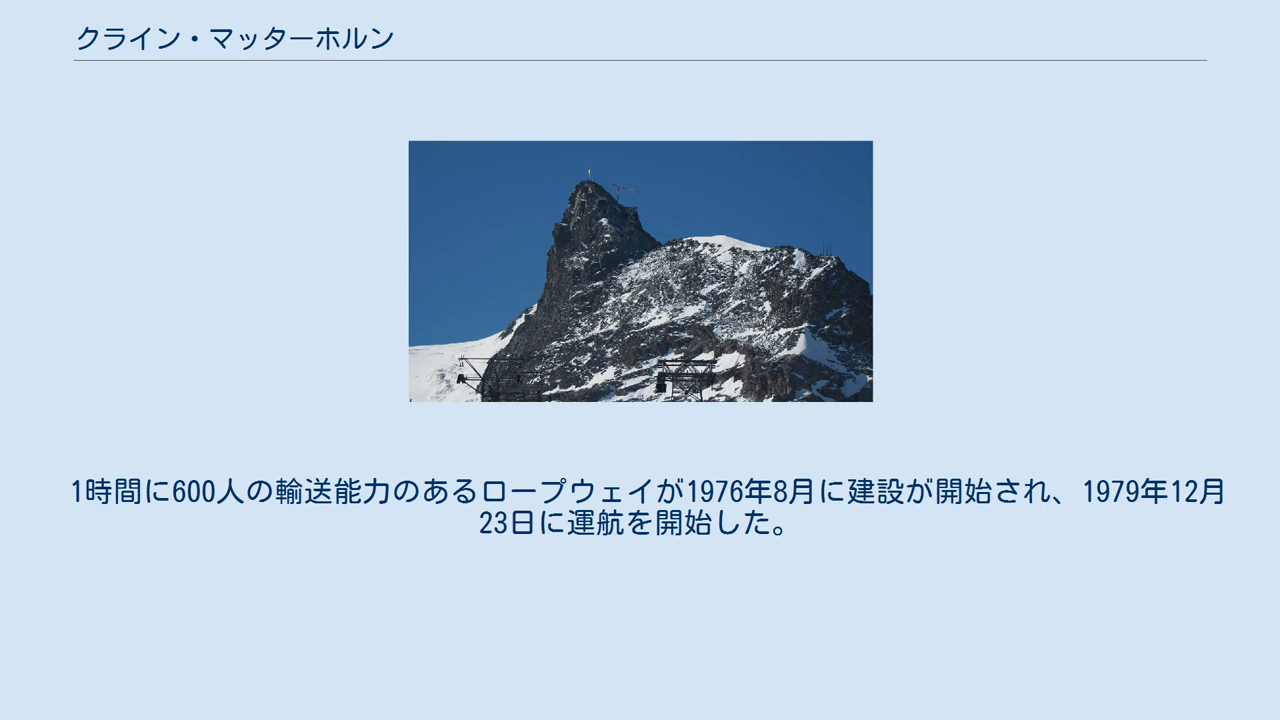 クライン・マッターホルン
1時間に600人の輸送能力のあるロープウェイが1976年8月に建設が開始され、1979年12月
23日に運航を開始した。